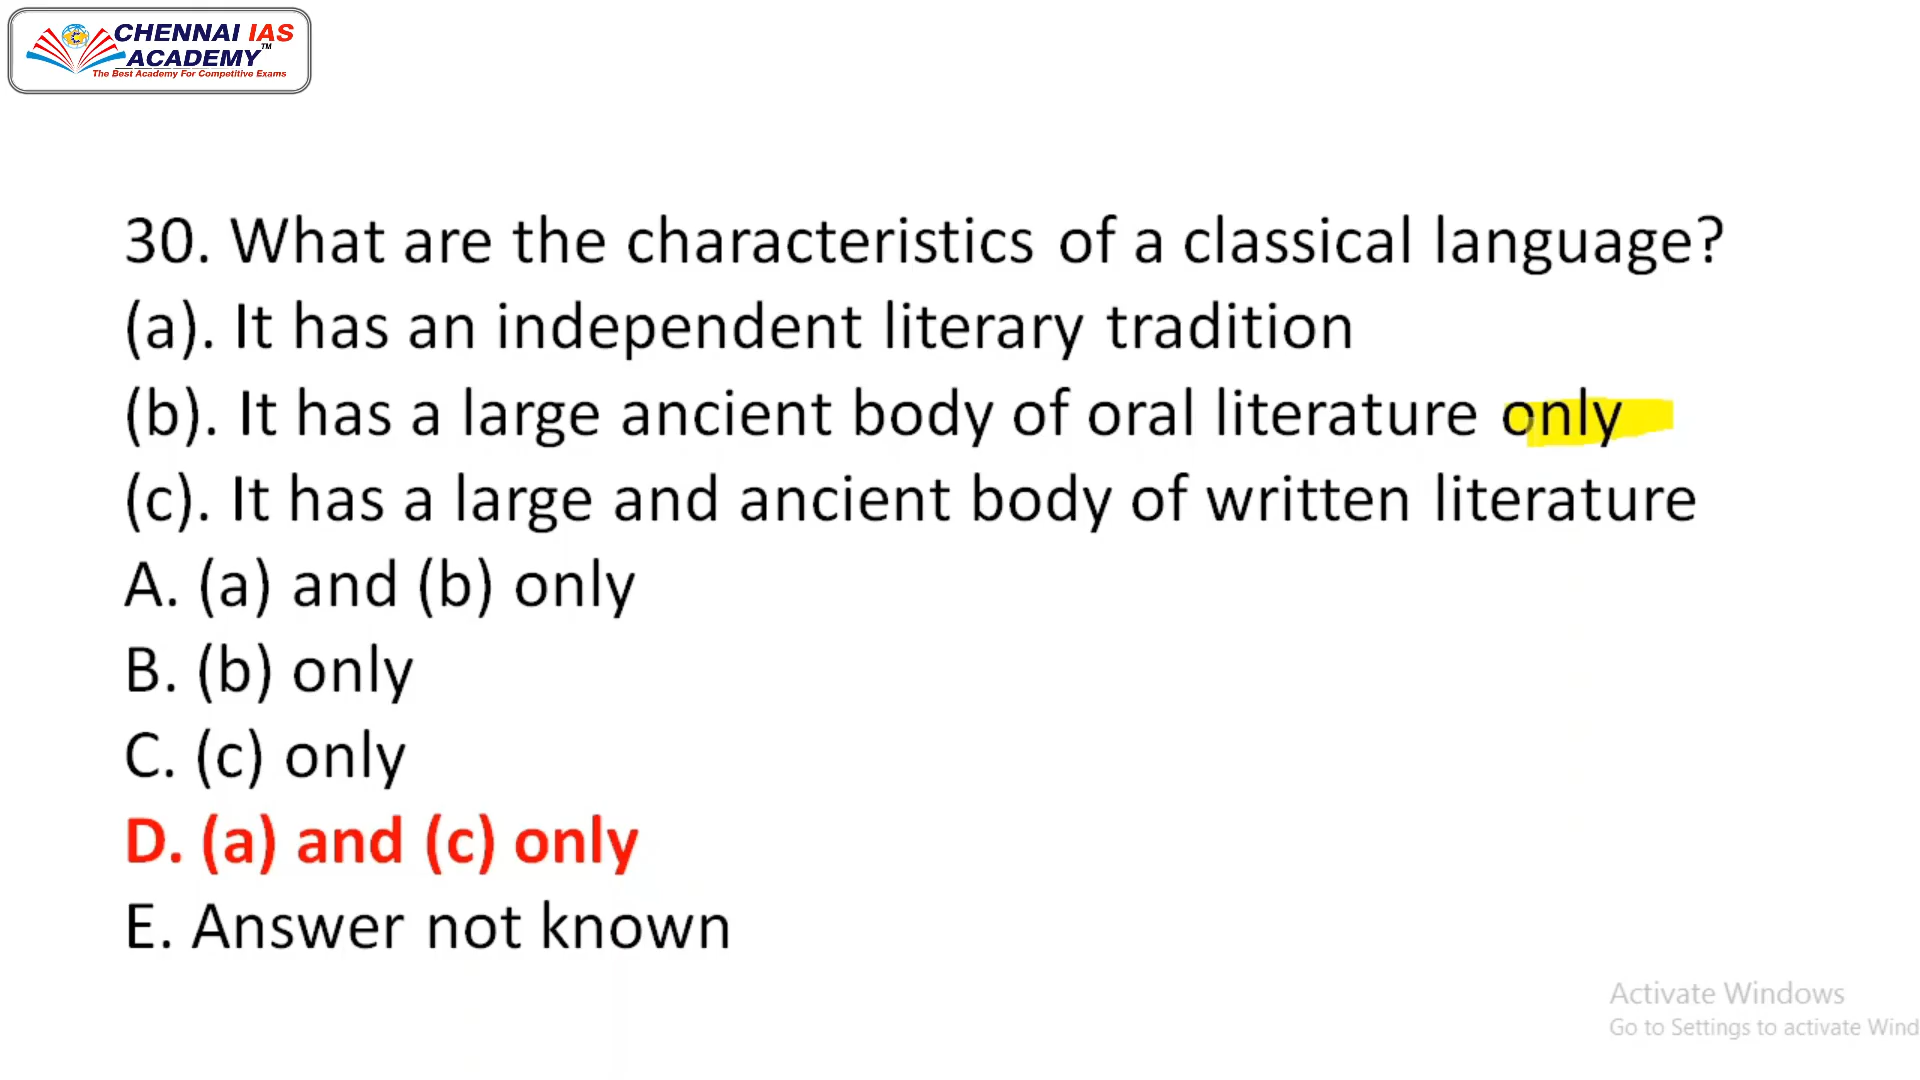 CHENNAI IAS
ACADEMY™
The Best Academy For Competitive Exams
30. What are the characteristics of a classical language?
(a). It has an independent literary tradition
(b). It has a large ancient body of oral literature only
(c). It has a large and ancient body of written literature
A. (a) and (b) only
B. (b) only
C. (c) only
D. (a) and (c) only
E. Answer not known
Activate Windows
Go to Settings to activate Wind